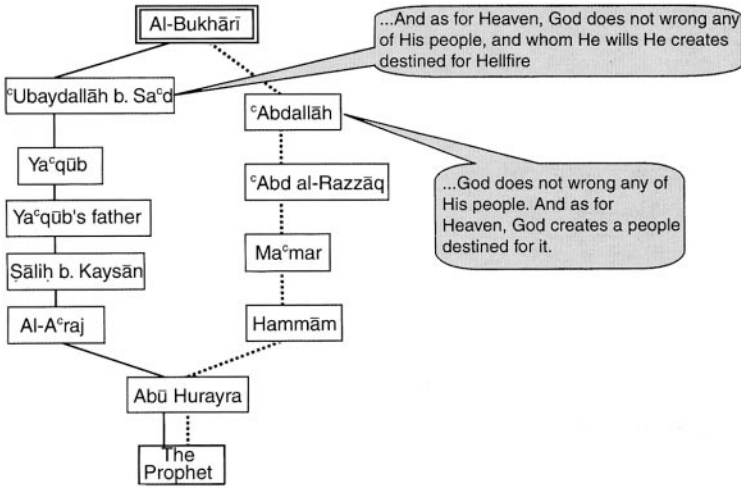 Al-Bukhārī
...And as for Heaven, God does not wrong any
of His people, and whom He wills He creates
destined for Hellfire
ᶜUbaydallāh b. Saᶜd
ᶜAbdallāh
Yaᶜqūb
ᶜAbd al-Razzāq
...God does not wrong any of
His people. And as for
Heaven, God creates a people
destined for it.
Yaᶜqūb's father
Maᶜmar
Ṣāliḥ b. Kaysān
Al-Aᶜraj
Hammām
Abū Hurayra
The
Prophet